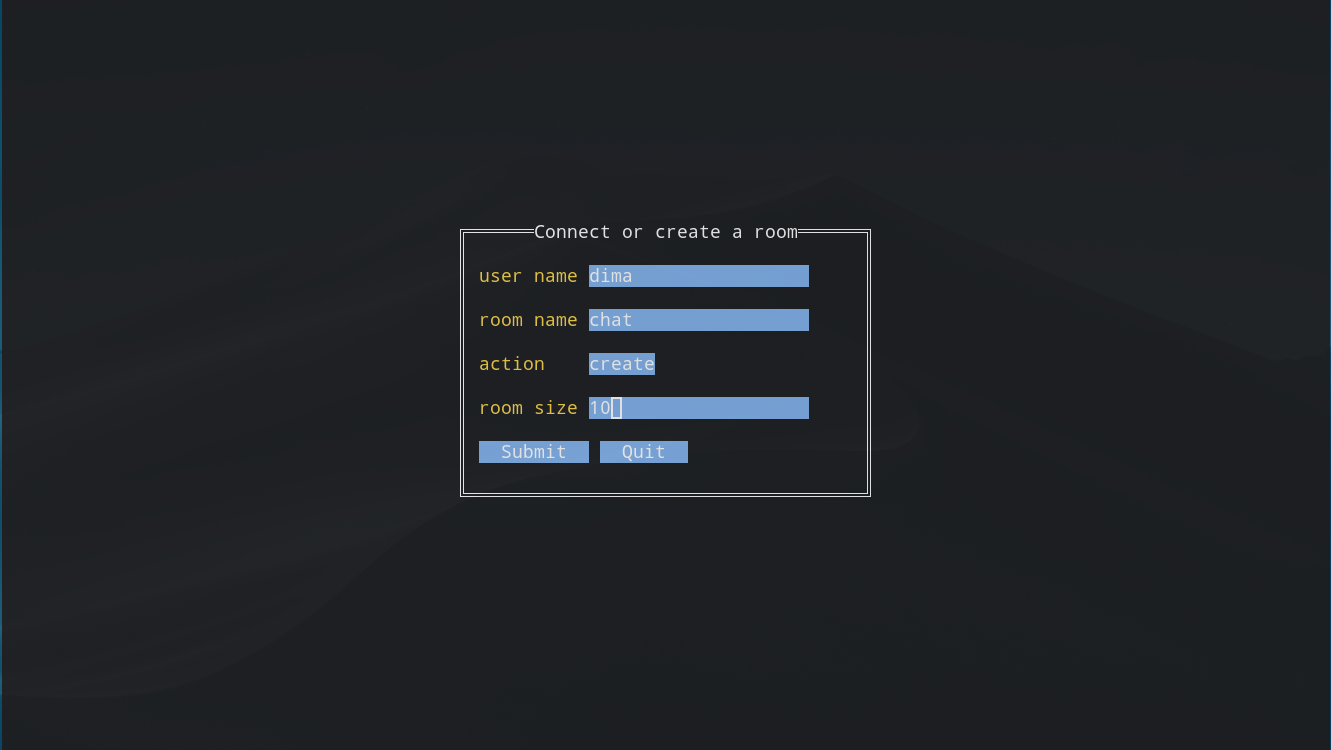 Connect or create a room
user name dima
room name chat
action create
room size 10
Submit Quit